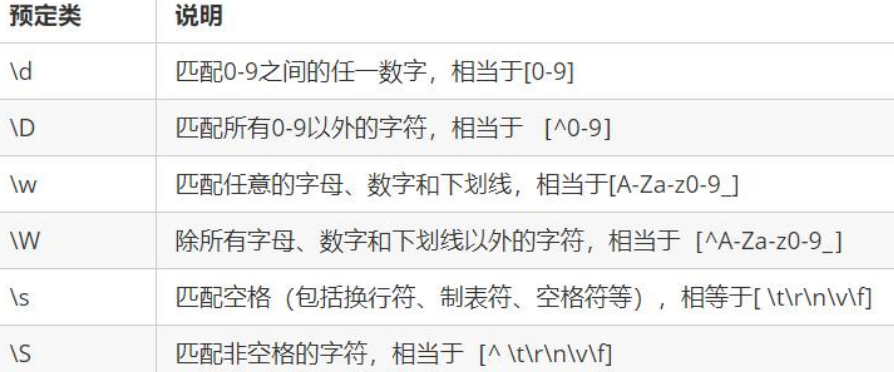 预定类 说明
\d 匹配0-9之间的任一数字，相当于[0-9]
\D 匹配所有0-9以外的字符，相当于 [^0-9]
\w 匹配任意的字母、数字和下划线，相当于[A-Za-z0-9_]
\W 除所有字母、数字和下划线以外的字符，相当于 [^A-Za-z0-9_]
\s 匹配空格（包括换行符、制表符、空格符等），相等于[ \t\r\n\v\f]
\S 匹配非空格的字符，相当于 [^ \t\r\n\v\f]